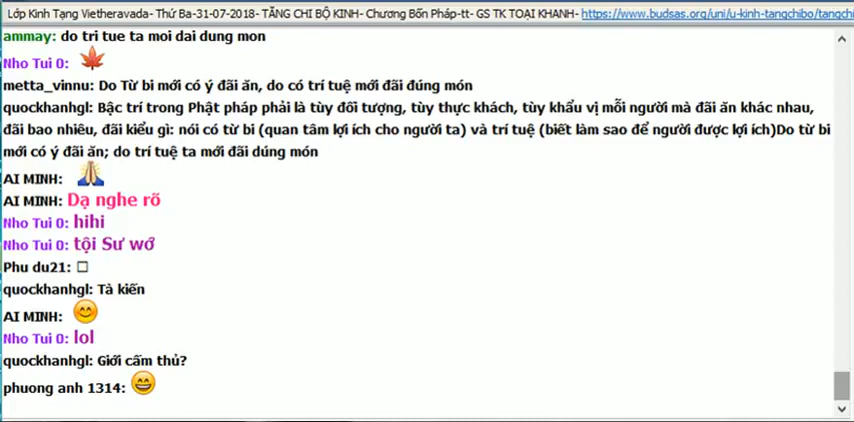 Lớp Kinh Tạng Vietheravada- Thứ Ba-31-07-2018- TĂNG CHI BỘ KINH- Chương Bốn Pháp-tt- GS TK TOẠI KHANH- https://www.budsas.org/uni/u-kinh-tangchibo/tangchi
ammay: do tri tue ta moi dai dung mon
Nho Tui 0: 🍁
metta_vinnu: Do Từ bi mới có ý đãi ăn, do có trí tuệ mới đãi đúng món
quockhanhgl: Bậc trí trong Phật pháp phải là tùy đối tượng, tùy thực khách, tùy khẩu vị mỗi người mà đãi ăn khác nhau,
đãi bao nhiêu, đãi kiểu gì: nói có từ bi (quan tâm lợi ích cho người ta) và trí tuệ (biết làm sao để người được lợi ích)Do từ bi
mới có ý đãi ăn; do trí tuệ ta mới đãi dúng món
AI MINH: 🙏
AI MINH: Dạ nghe rõ
Nho Tui 0: hihi
Nho Tui 0: tội Sư wớ
Phu du21: □
quockhanhgl: Tà kiến
AI MINH: 😊
Nho Tui 0: lol
quockhanhgl: Giới cấm thủ?
phuong anh 1314: 😄